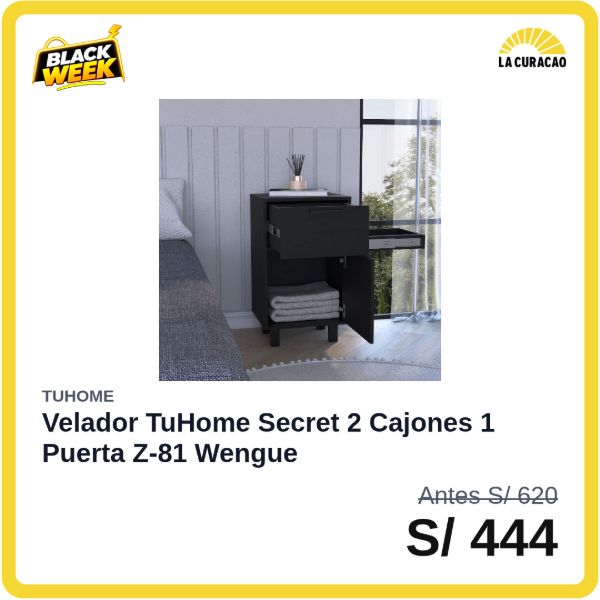 BLACK
WEEK
LA CURACAO
TUHOME
Velador TuHome Secret 2 Cajones 1
Puerta Z-81 Wengue
Antes S/ 620
S/ 444